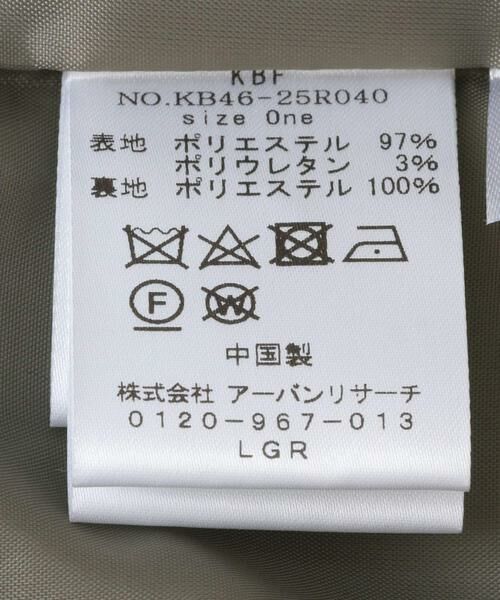 KBF
NO.KB46-25R040
size One
表地 ポリエステル 97%
ポリウレタン 3%
裏地 ポリエステル 100%
F W
中国製
株式会社 アーバンリサーチ
0120-967-013
LGR